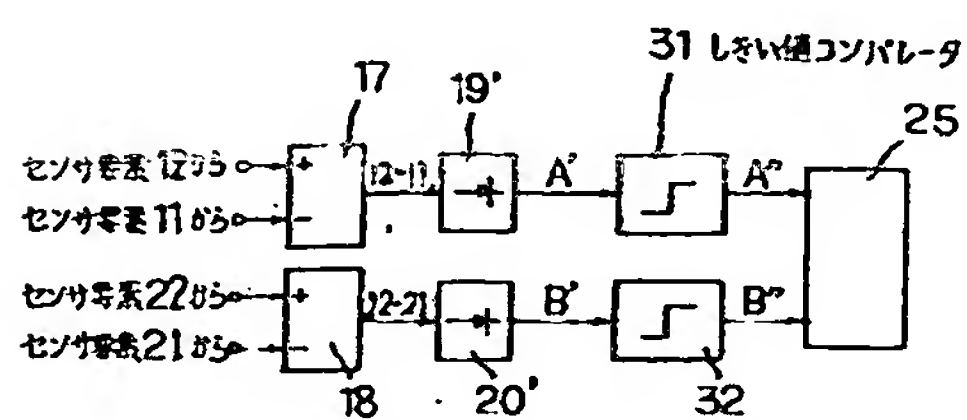 31 しきい値コンパレータ
17
19'
25
センサ要素12から
+
12-11
A'
A"
センサ要素11から
−
センサ要素22から
+
22-21
B'
B"
センサ要素21から
−
18
20'
32